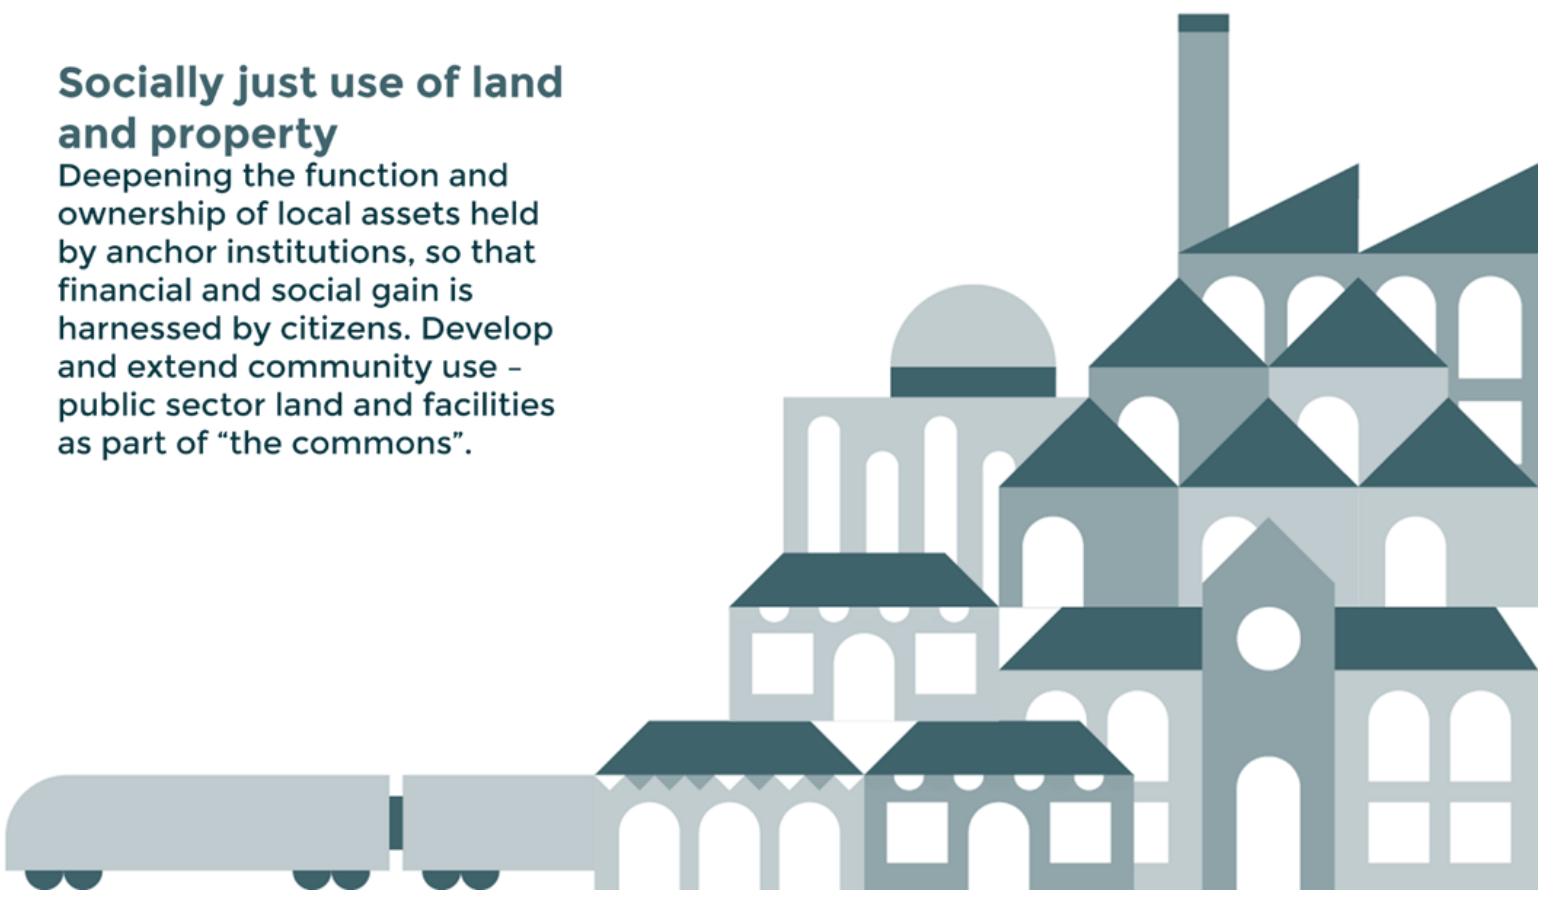 Socially just use of land
and property
Deepening the function and
ownership of local assets held
by anchor institutions, so that
financial and social gain is
harnessed by citizens. Develop
and extend community use –
public sector land and facilities
as part of “the commons”.